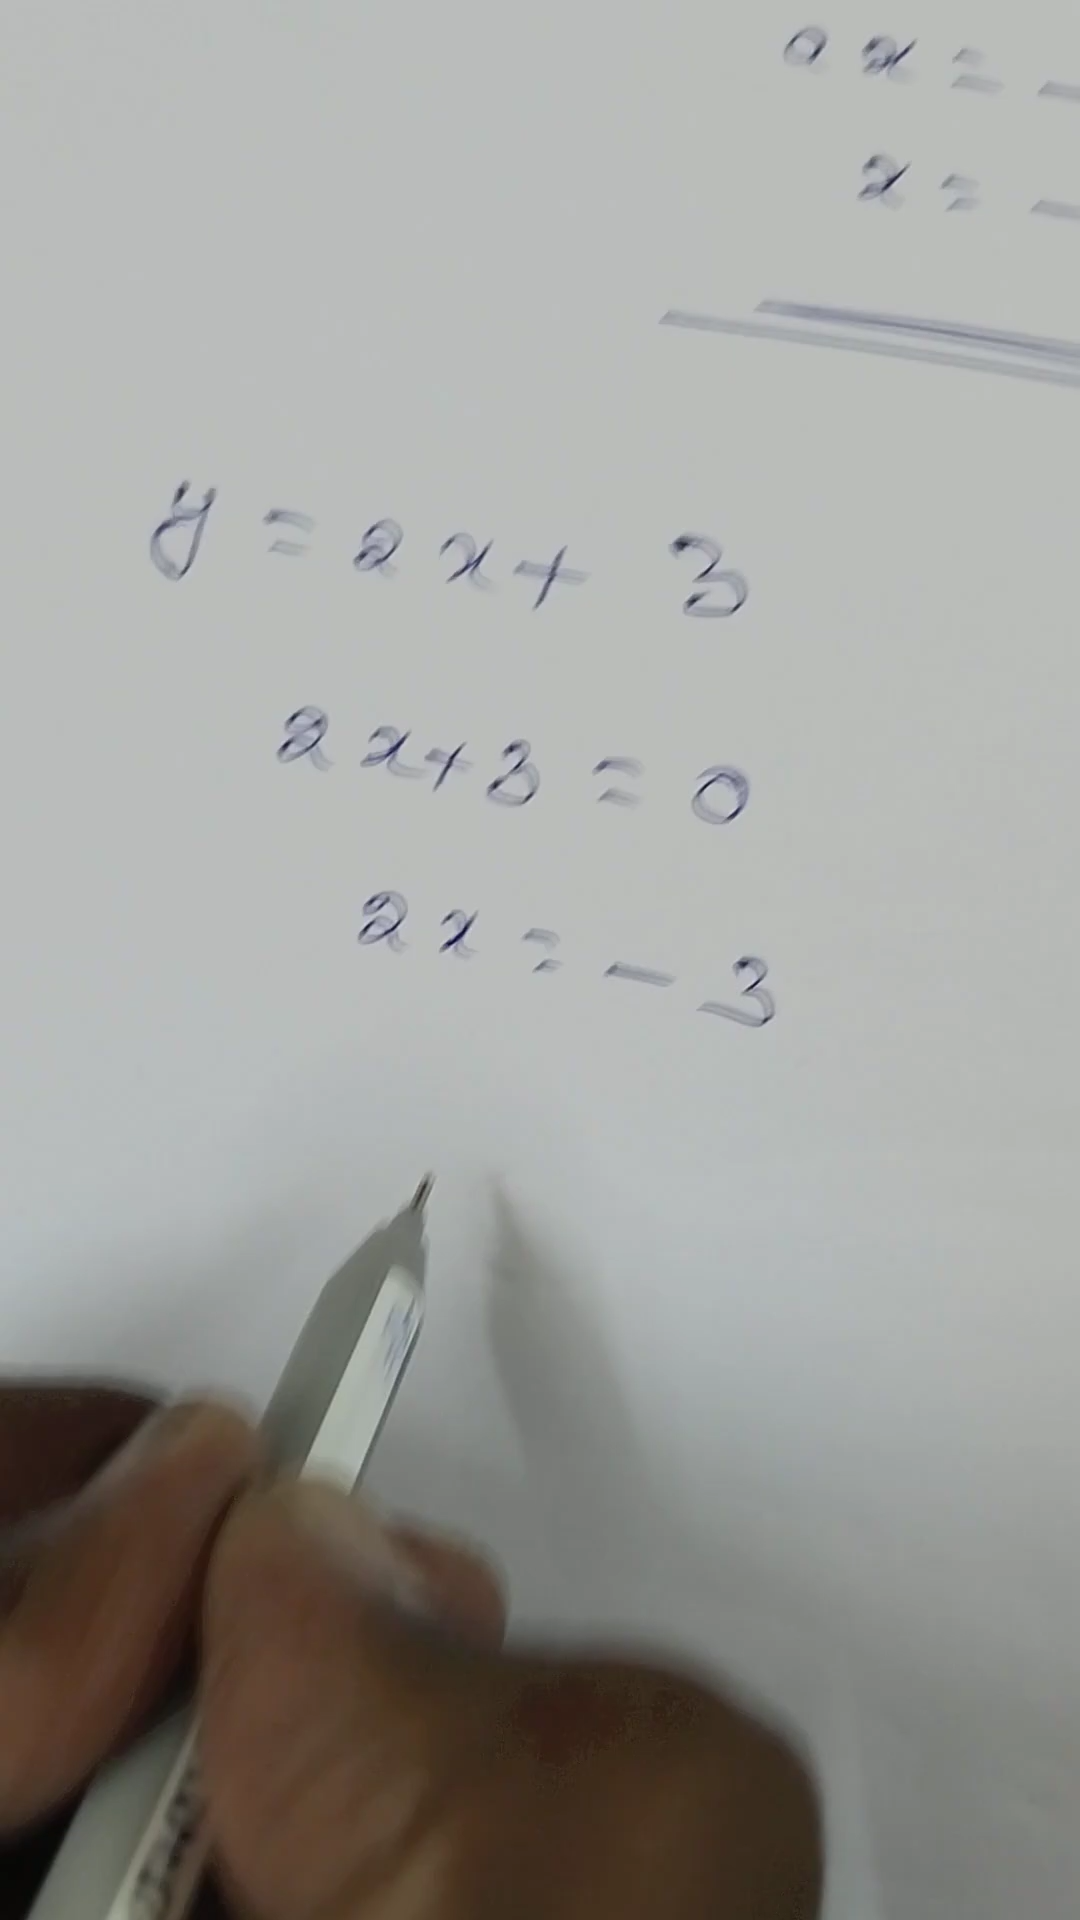 a x = -
x = -
y = 2x + 3
2x + 3 = 0
2x = - 3